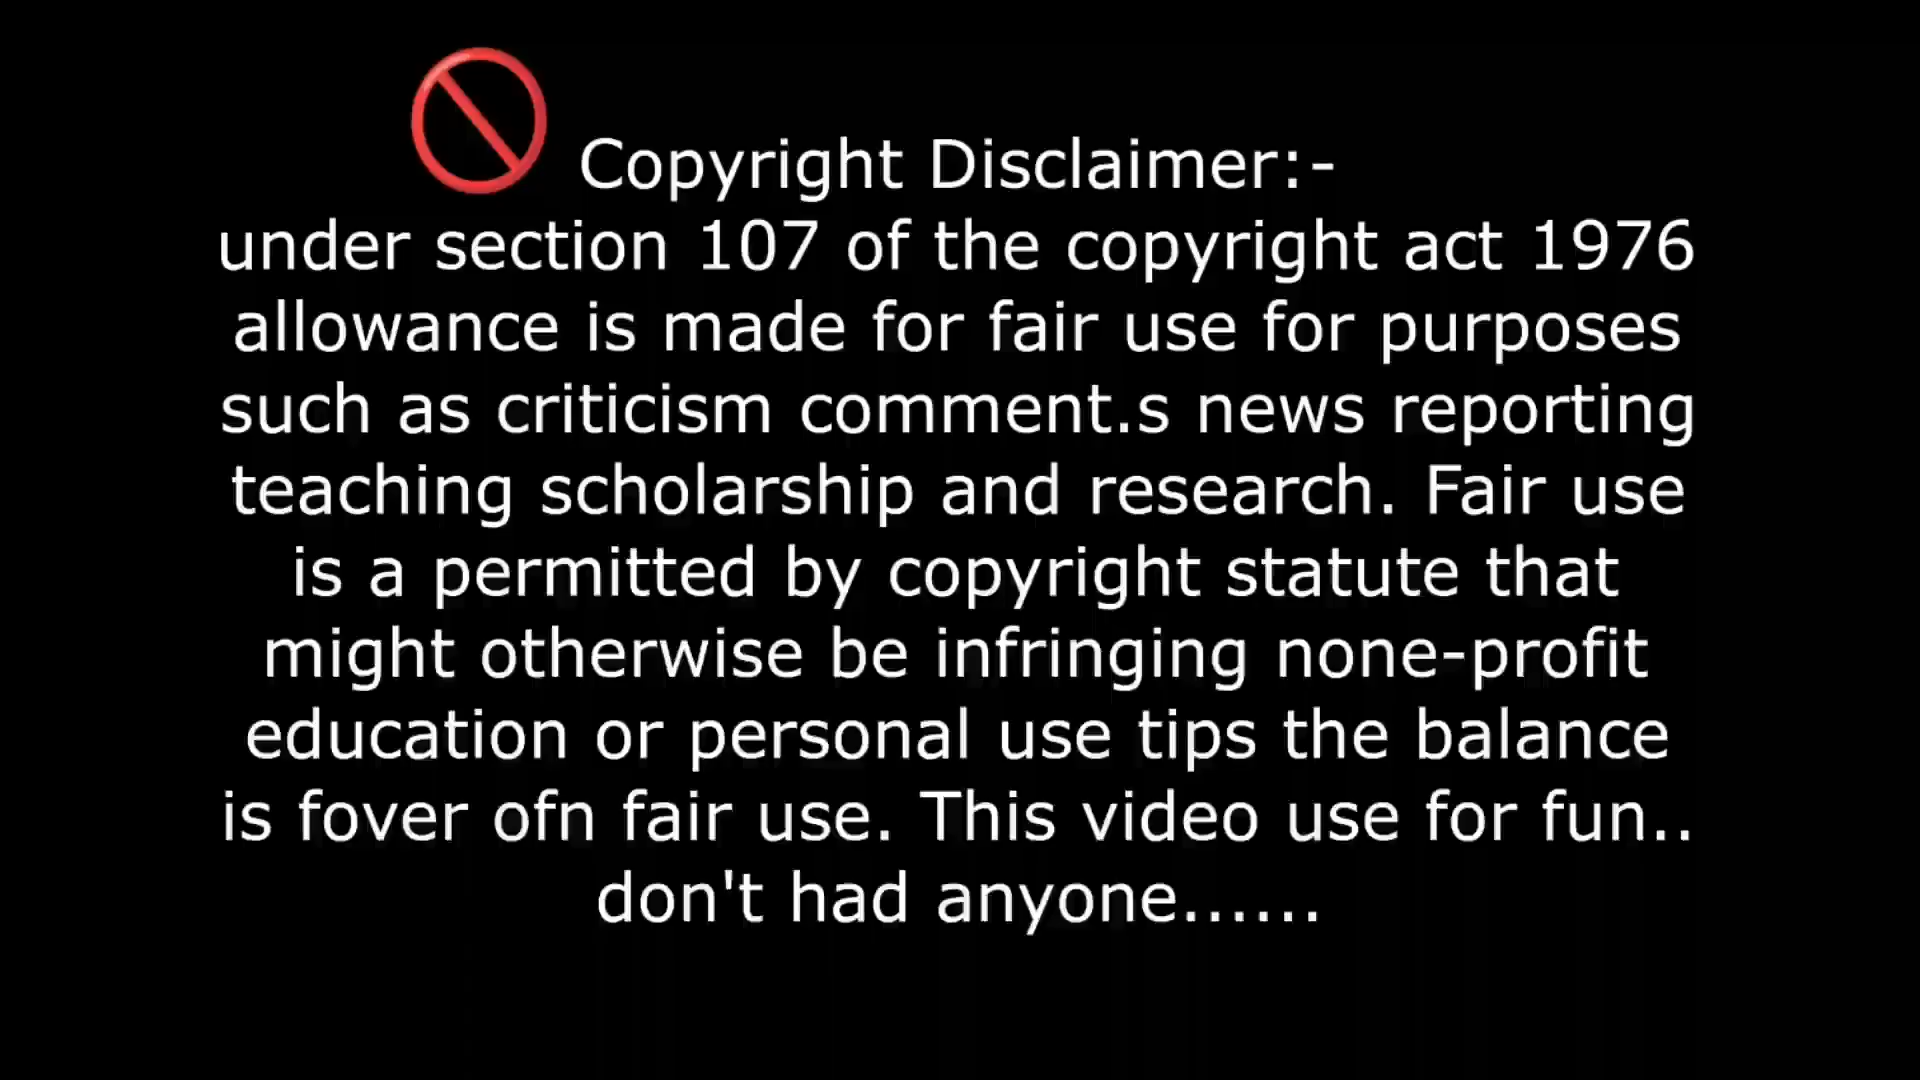 Copyright Disclaimer:-
under section 107 of the copyright act 1976
allowance is made for fair use for purposes
such as criticism comment.s news reporting
teaching scholarship and research. Fair use
is a permitted by copyright statute that
might otherwise be infringing none-profit
education or personal use tips the balance
is fover ofn fair use. This video use for fun..
don't had anyone......